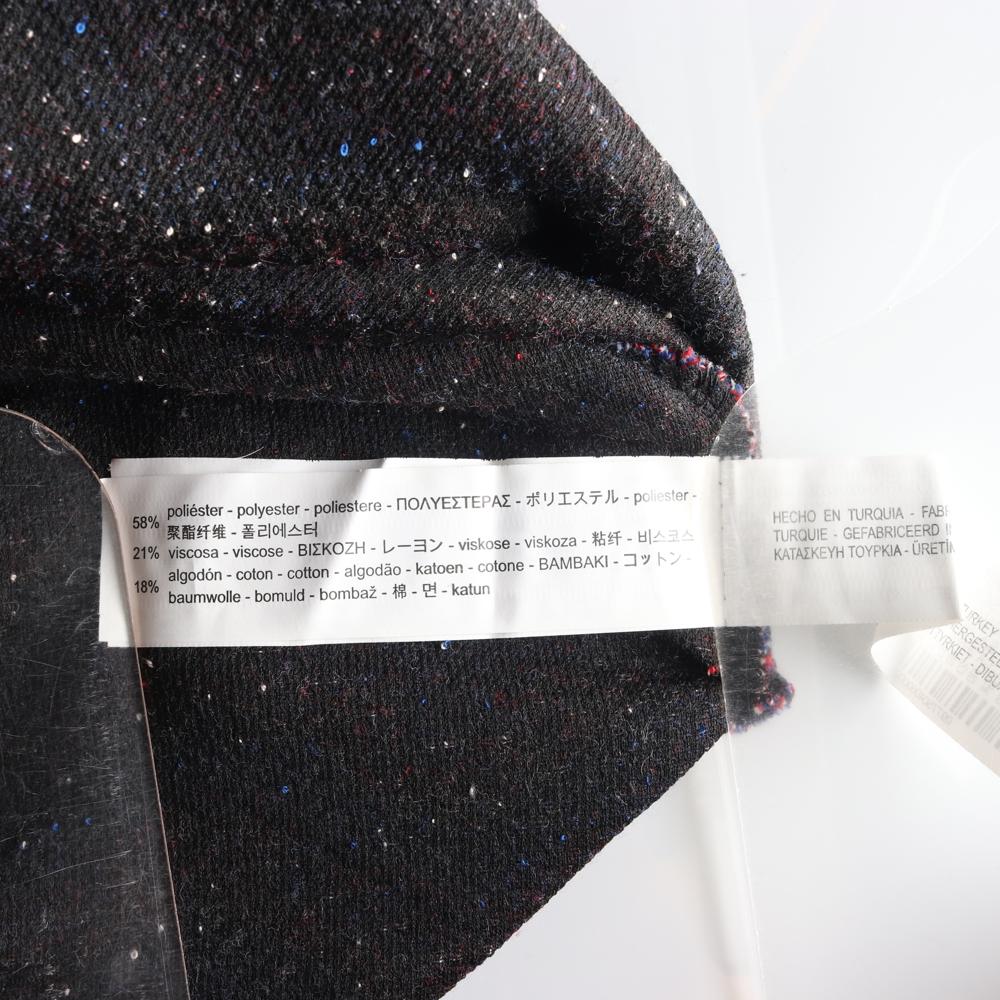 58% poliéster - polyester - poliestere - ΠΟΛΥΕΣΤΕΡΑΣ - ポリエステル - poliester -
聚酯纤维 - 폴리에스터
21% viscosa - viscose - ΒΙΣΚΟΖΗ - レーヨン - viskose - viskoza - 粘纤 - 비스코스
18% algodón - coton - cotton - algodão - katoen - cotone - BAMBAKI - コットン -
baumwolle - bomuld - bombaž - 棉 - 면 - katun
HECHO EN TURQUIA -
TURQUIE - GEFABRICEERD
ΚΑΤΑΣΚΕΥΗ ΤΟΥΡΚΙΑ -